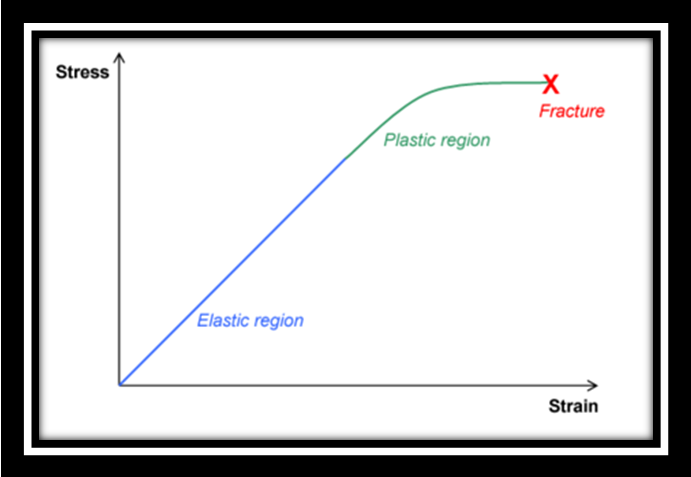 Stress
X
Fracture
Plastic region
Elastic region
Strain